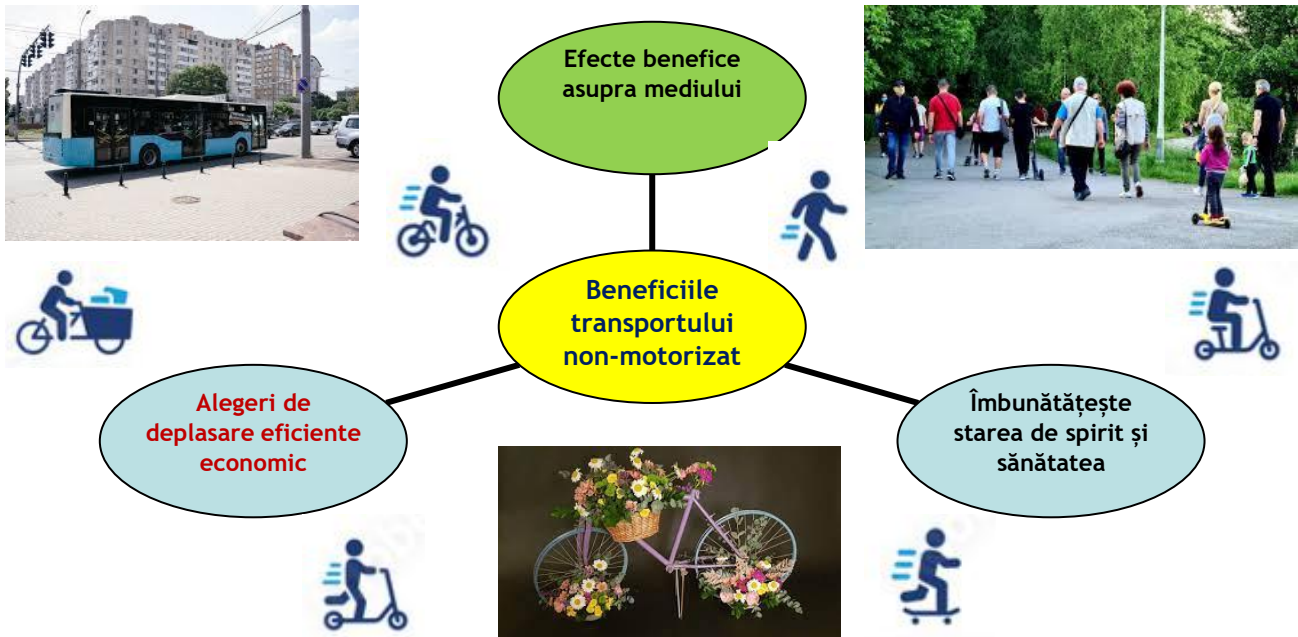 Efecte benefice
asupra mediului
Beneficiile
transportului
non-motorizat
Alegeri de
deplasare eficiente
economic
Îmbunătățește
starea de spirit și
sănătatea